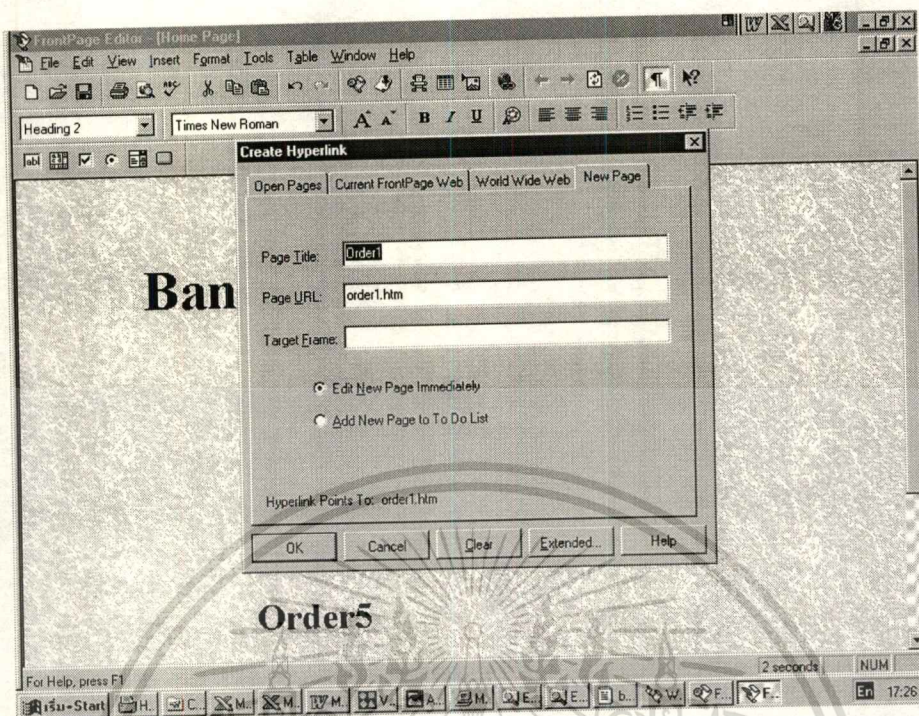 FrontPage Editor - [Home Page]
File Edit View Insert Format Tools Table Window Help
Heading 2 Times New Roman A A B I U
abl
Create Hyperlink
Open Pages Current FrontPage Web World Wide Web New Page
Page Title: Order1
Page URL: order1.htm
Target Frame:
Edit New Page Immediately
Add New Page to To Do List
Hyperlink Points To: order1.htm
OK Cancel Clear Extended... Help
Ban
Order5
For Help, press F1 2 seconds NUM
เริ่ม-Start H.. C.. M.. M.. W M.. V.. A.. M.. E.. E.. b.. W.. F.. F.. En 17:26